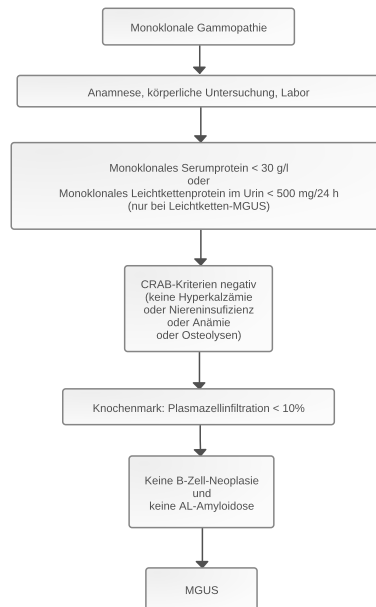 Monoklonale Gammopathie
Anamnese, körperliche Untersuchung, Labor
Monoklonales Serumprotein < 30 g/l
oder
Monoklonales Leichtkettenprotein im Urin < 500 mg/24 h
(nur bei Leichtketten-MGUS)
CRAB-Kriterien negativ
(keine Hyperkalzämie
oder Niereninsufizienz
oder Anämie
oder Osteolysen)
Knochenmark: Plasmazellinfiltration < 10%
Keine B-Zell-Neoplasie
und
keine AL-Amyloidose
MGUS